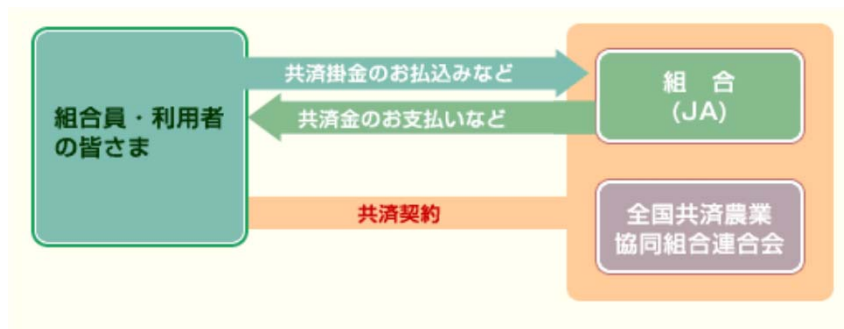 組合員・利用者
の皆さま
共済掛金のお払込みなど
共済金のお支払いなど
共済契約
組　合
(JA)
全国共済農業
協同組合連合会